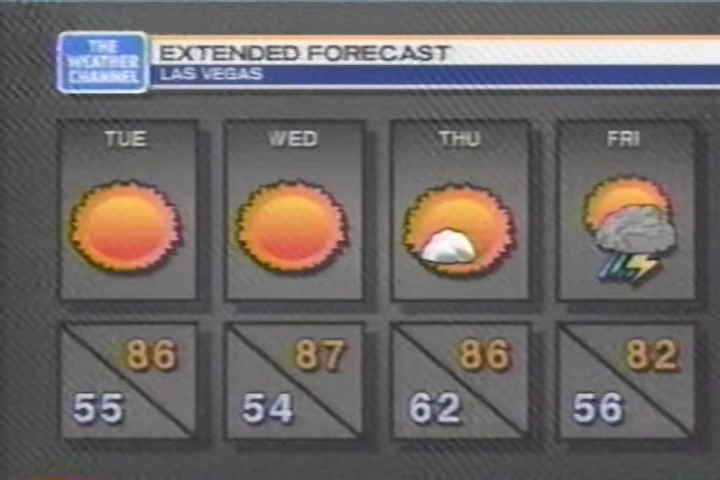 THE
WEATHER
CHANNEL
EXTENDED FORECAST
LAS VEGAS
TUE WED THU FRI
86 87 86 82
55 54 62 56